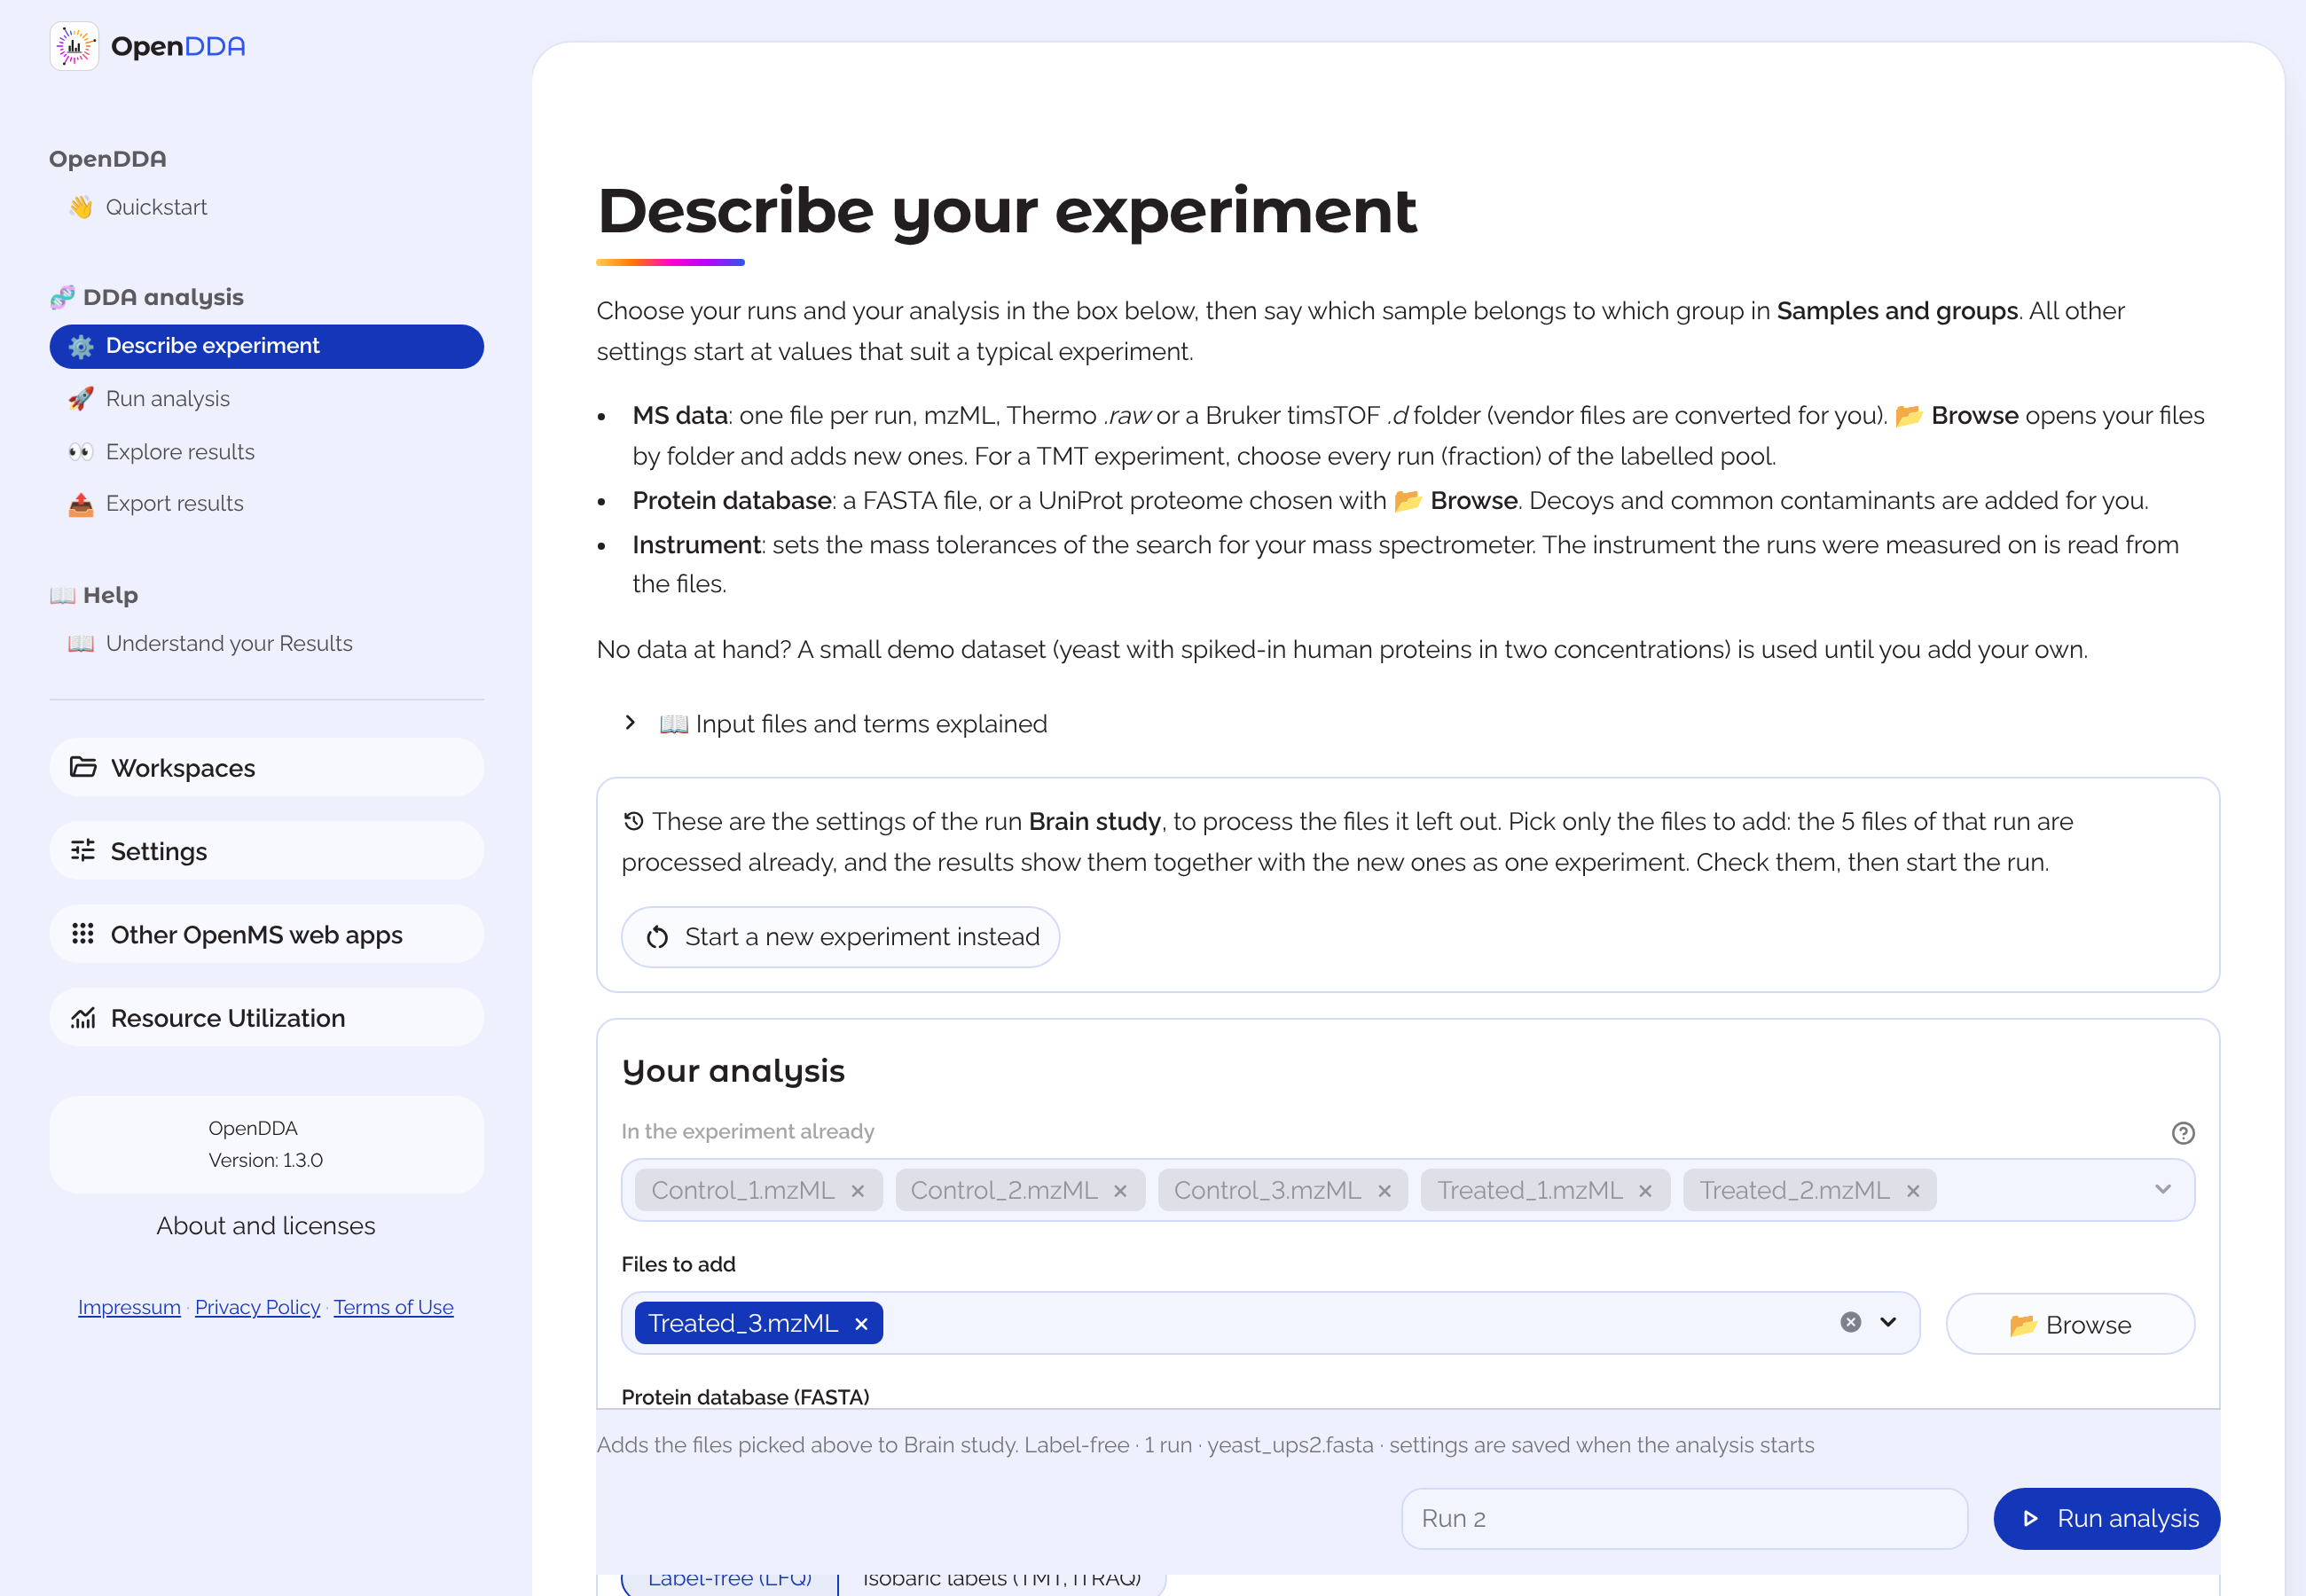 OpenDDA
OpenDDA
Quickstart
DDA analysis
Describe experiment
Run analysis
Explore results
Export results
Help
Understand your Results
Workspaces
Settings
Other OpenMS web apps
Resource Utilization
OpenDDA
Version: 1.3.0
About and licenses
Impressum · Privacy Policy · Terms of Use
Describe your experiment
Choose your runs and your analysis in the box below, then say which sample belongs to which group in Samples and groups. All other
settings start at values that suit a typical experiment.
• MS data: one file per run, mzML, Thermo .raw or a Bruker timsTOF .d folder (vendor files are converted for you). 📂 Browse opens your files
by folder and adds new ones. For a TMT experiment, choose every run (fraction) of the labelled pool.
• Protein database: a FASTA file, or a UniProt proteome chosen with 📂 Browse. Decoys and common contaminants are added for you.
• Instrument: sets the mass tolerances of the search for your mass spectrometer. The instrument the runs were measured on is read from
the files.
No data at hand? A small demo dataset (yeast with spiked-in human proteins in two concentrations) is used until you add your own.
Input files and terms explained
These are the settings of the run Brain study, to process the files it left out. Pick only the files to add: the 5 files of that run are
processed already, and the results show them together with the new ones as one experiment. Check them, then start the run.
Start a new experiment instead
Your analysis
In the experiment already
Control_1.mzML Control_2.mzML Control_3.mzML Treated_1.mzML Treated_2.mzML
Files to add
Treated_3.mzML
Browse
Protein database (FASTA)
Adds the files picked above to Brain study. Label-free · 1 run · yeast_ups2.fasta · settings are saved when the analysis starts
Run 2
Run analysis
Label-free (LFQ) Isobaric labels (TMT, iTRAQ)